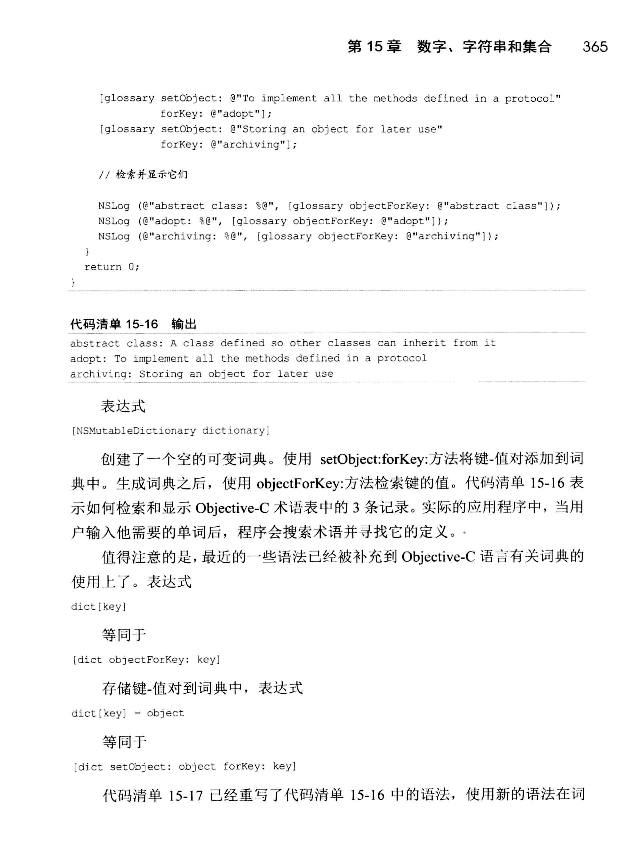 第 15 章 数字、字符串和集合 365
[glossary setObject: @"To implement all the methods defined in a protocol"
forKey: @"adopt"];
[glossary setObject: @"Storing an object for later use"
forKey: @"archiving"];
// 检索并显示它们
NSLog (@"abstract class: %@", [glossary objectForKey: @"abstract class"]);
NSLog (@"adopt: %@", [glossary objectForKey: @"adopt"]);
NSLog (@"archiving: %@", [glossary objectForKey: @"archiving"]);
}
return 0;
}
代码清单 15-16 输出
abstract class: A class defined so other classes can inherit from it
adopt: To implement all the methods defined in a protocol
archiving: Storing an object for later use
表达式
[NSMutableDictionary dictionary]
创建了一个空的可变词典。使用 setObject:forKey:方法将键-值对添加到词
典中。生成词典之后，使用 objectForKey:方法检索键的值。代码清单 15-16 表
示如何检索和显示 Objective-C 术语表中的 3 条记录。实际的应用程序中，当用
户输入他需要的单词后，程序会搜索术语并寻找它的定义。
值得注意的是，最近的一些语法已经被补充到 Objective-C 语言有关词典的
使用上了。表达式
dict[key]
等同于
[dict objectForKey: key]
存储键-值对到词典中，表达式
dict[key] = object
等同于
[dict setObject: object forKey: key]
代码清单 15-17 已经重写了代码清单 15-16 中的语法，使用新的语法在词